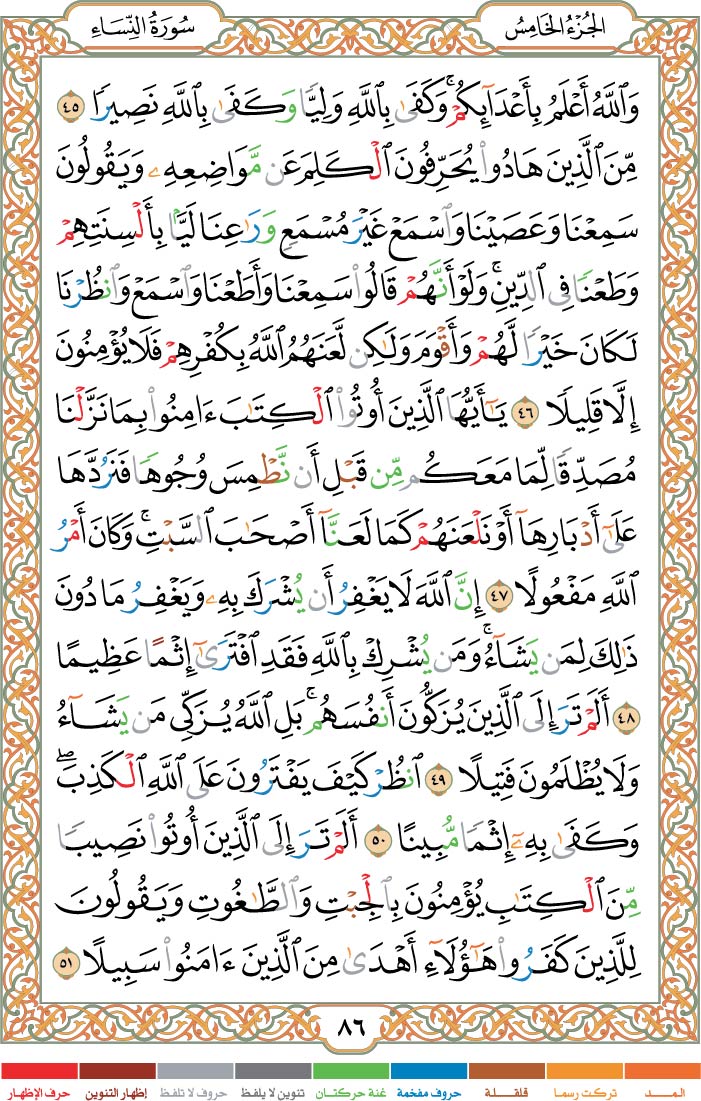 الجُزْءُ الخَامِسُ
سُورَةُ النِّسَاءِ
وَٱللَّهُ أَعْلَمُ بِأَعْدَآئِكُمْ ۚ وَكَفَىٰ بِٱللَّهِ وَلِيًّا وَكَفَىٰ بِٱللَّهِ نَصِيرًا ٤٥
مِّنَ ٱلَّذِينَ هَادُوا۟ يُحَرِّفُونَ ٱلْكَلِمَ عَن مَّوَاضِعِهِۦ وَيَقُولُونَ
سَمِعْنَا وَعَصَيْنَا وَٱسْمَعْ غَيْرَ مُسْمَعٍ وَرَٰعِنَا لَيًّۢا بِأَلْسِنَتِهِمْ
وَطَعْنًا فِى ٱلدِّينِ ۚ وَلَوْ أَنَّهُمْ قَالُوا۟ سَمِعْنَا وَأَطَعْنَا وَٱسْمَعْ وَٱنظُرْنَا
لَكَانَ خَيْرًا لَّهُمْ وَأَقْوَمَ وَلَٰكِن لَّعَنَهُمُ ٱللَّهُ بِكُفْرِهِمْ فَلَا يُؤْمِنُونَ
إِلَّا قَلِيلًا ٤٦ يَٰٓأَيُّهَا ٱلَّذِينَ أُوتُوا۟ ٱلْكِتَٰبَ ءَامِنُوا۟ بِمَا نَزَّلْنَا
مُصَدِّقًا لِّمَا مَعَكُم مِّن قَبْلِ أَن نَّطْمِسَ وُجُوهًا فَنَرُدَّهَا
عَلَىٰٓ أَدْبَارِهَآ أَوْ نَلْعَنَهُمْ كَمَا لَعَنَّآ أَصْحَٰبَ ٱلسَّبْتِ ۚ وَكَانَ أَمْرُ
ٱللَّهِ مَفْعُولًا ٤٧ إِنَّ ٱللَّهَ لَا يَغْفِرُ أَن يُشْرَكَ بِهِۦ وَيَغْفِرُ مَا دُونَ
ذَٰلِكَ لِمَن يَشَآءُ ۚ وَمَن يُشْرِكْ بِٱللَّهِ فَقَدِ ٱفْتَرَىٰٓ إِثْمًا عَظِيمًا
٤٨ أَلَمْ تَرَ إِلَى ٱلَّذِينَ يُزَكُّونَ أَنفُسَهُم ۚ بَلِ ٱللَّهُ يُزَكِّى مَن يَشَآءُ
وَلَا يُظْلَمُونَ فَتِيلًا ٤٩ ٱنظُرْ كَيْفَ يَفْتَرُونَ عَلَى ٱللَّهِ ٱلْكَذِبَ ۖ
وَكَفَىٰ بِهِۦٓ إِثْمًا مُّبِينًا ٥٠ أَلَمْ تَرَ إِلَى ٱلَّذِينَ أُوتُوا۟ نَصِيبًا
مِّنَ ٱلْكِتَٰبِ يُؤْمِنُونَ بِٱلْجِبْتِ وَٱلطَّٰغُوتِ وَيَقُولُونَ
لِلَّذِينَ كَفَرُوا۟ هَٰٓؤُلَآءِ أَهْدَىٰ مِنَ ٱلَّذِينَ ءَامَنُوا۟ سَبِيلًا ٥١
٨٦
المـــد تركت رسما قلقـــلة حروف مفخمة غنة حركتان تنوين لا يلفظ حروف لا تلفظ إظهار التنوين حرف الإظهار